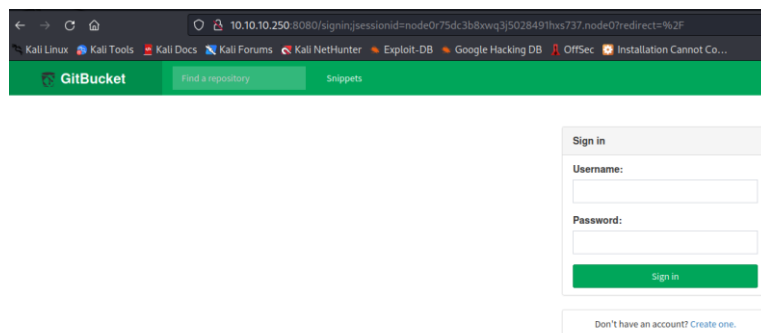 10.10.10.250:8080/signin;jsessionid=node0r75dc3b8xwq3j5028491hxs737.node0?redirect=%2F
Kali Linux Kali Tools Kali Docs Kali Forums Kali NetHunter Exploit-DB Google Hacking DB OffSec Installation Cannot Co...
GitBucket Find a repository Snippets
Sign in
Username:
Password:
Sign in
Don't have an account? Create one.